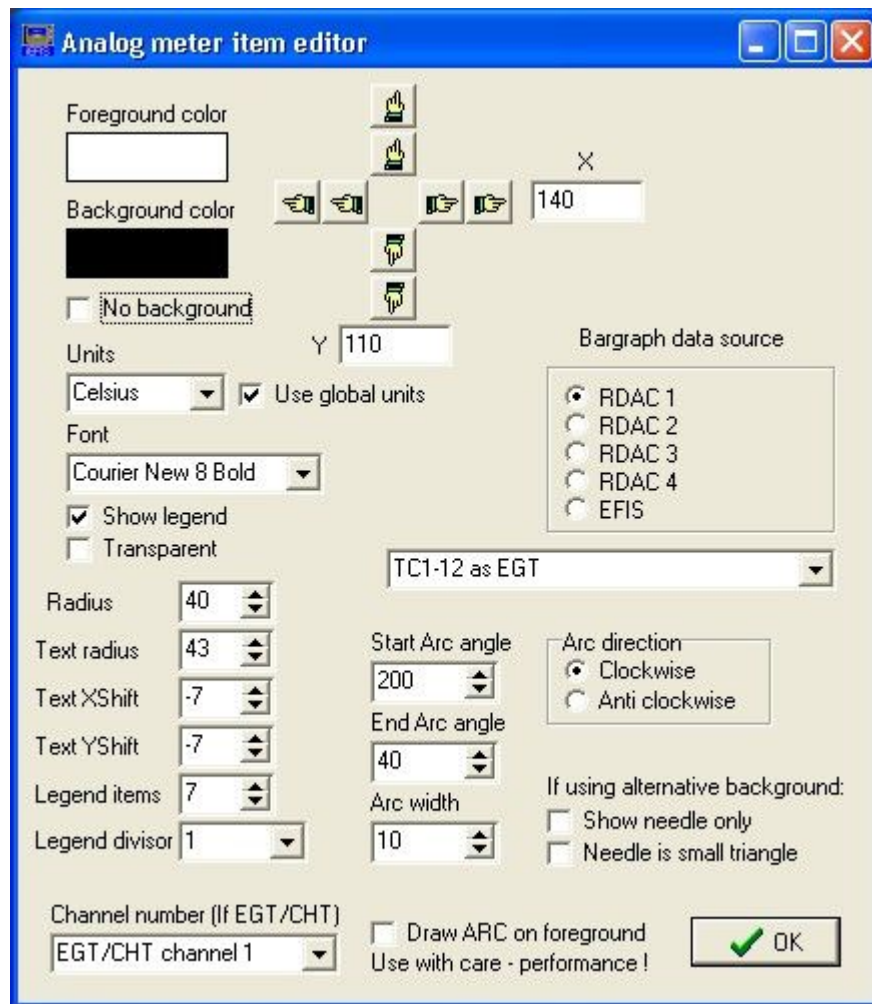 Analog meter item editor
Foreground color
Background color
No background
X
140
Y
110
Units
Celsius
Use global units
Font
Courier New 8 Bold
Show legend
Transparent
Bargraph data source
RDAC 1
RDAC 2
RDAC 3
RDAC 4
EFIS
TC1-12 as EGT
Radius
40
Text radius
43
Text XShift
-7
Text YShift
-7
Legend items
7
Legend divisor
1
Start Arc angle
200
End Arc angle
40
Arc width
10
Arc direction
Clockwise
Anti clockwise
If using alternative background:
Show needle only
Needle is small triangle
Channel number (If EGT/CHT)
EGT/CHT channel 1
Draw ARC on foreground
Use with care - performance !
OK